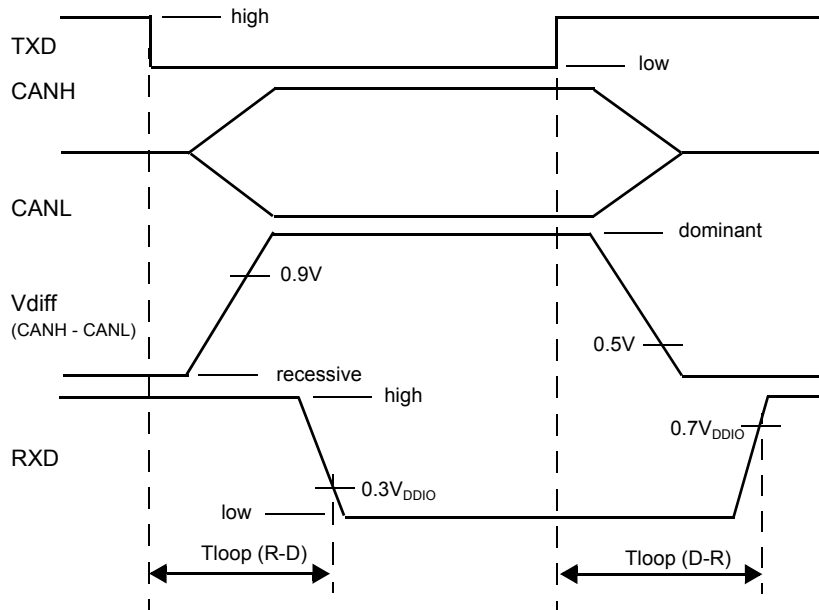 high
TXD
low
CANH
CANL
dominant
0.9V
Vdiff
(CANH - CANL)
0.5V
recessive
high
0.7VDDIO
RXD
0.3VDDIO
low
Tloop (R-D)
Tloop (D-R)